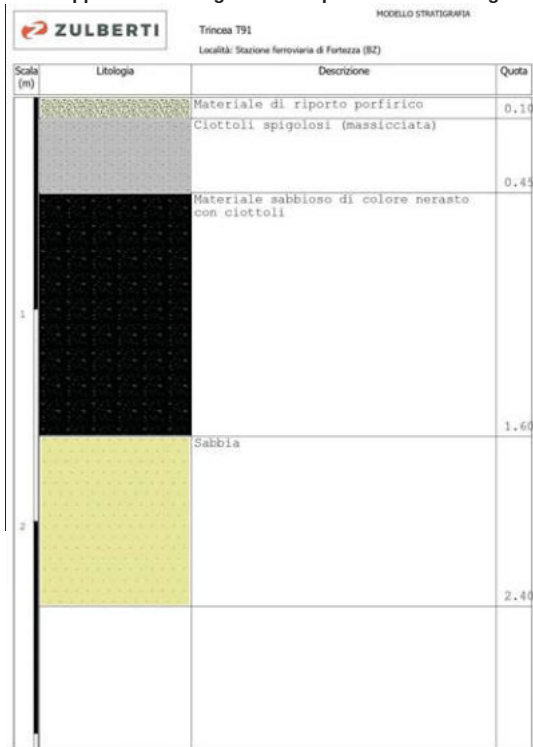 MODELLO STRATIGRAFIA
ZULBERTI
Trincea T91
Località: Stazione ferroviaria di Fortezza (BZ)
Scala (m) Litologia Descrizione Quota
Materiale di riporto porfirico 0.10
Ciottoli spigolosi (massicciata)
0.45
Materiale sabbioso di colore nerasto
con ciottoli
1
1.60
Sabbia
2
2.40